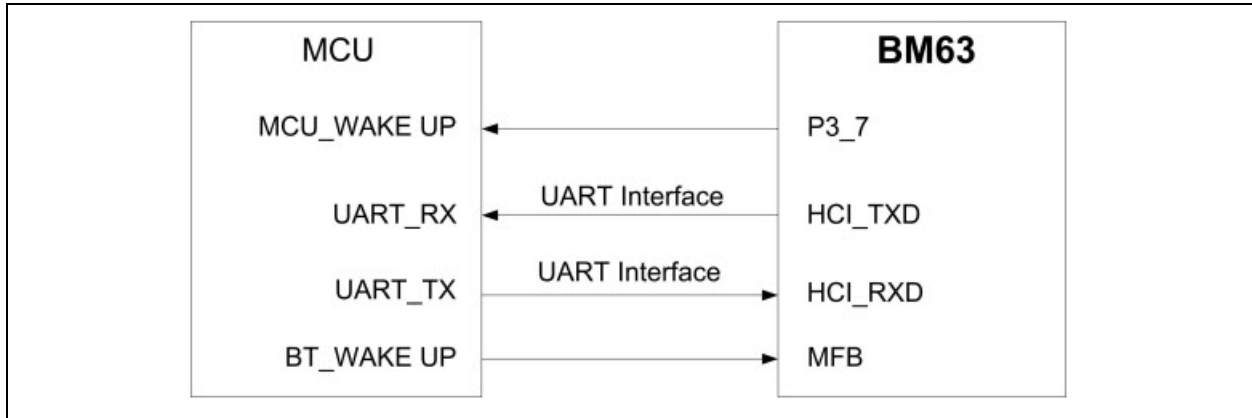 MCU
BM63
MCU_WAKE UP
P3_7
UART Interface
UART_RX
HCI_TXD
UART Interface
UART_TX
HCI_RXD
BT_WAKE UP
MFB